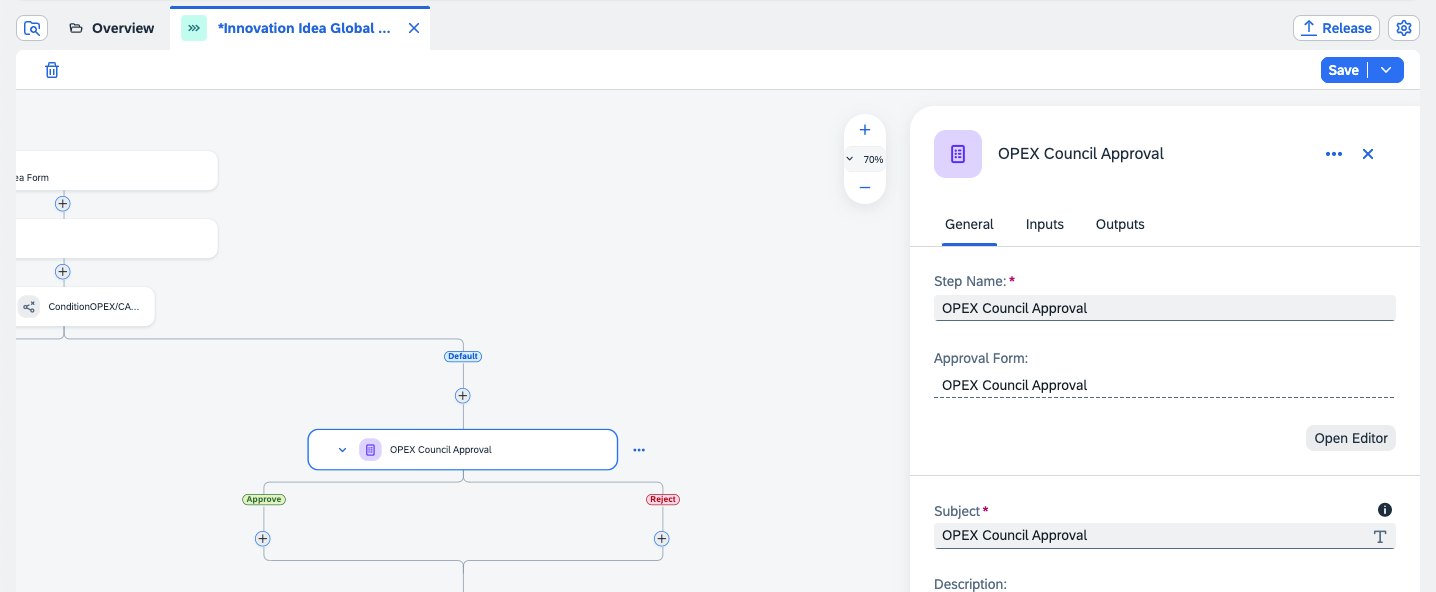 Overview
*Innovation Idea Global ...
Release
Save
ea Form
70%
ConditionOPEX/CA...
Default
OPEX Council Approval
Approve
Reject
OPEX Council Approval
General
Inputs
Outputs
Step Name:*
OPEX Council Approval
Approval Form:
OPEX Council Approval
Open Editor
Subject*
OPEX Council Approval
Description: